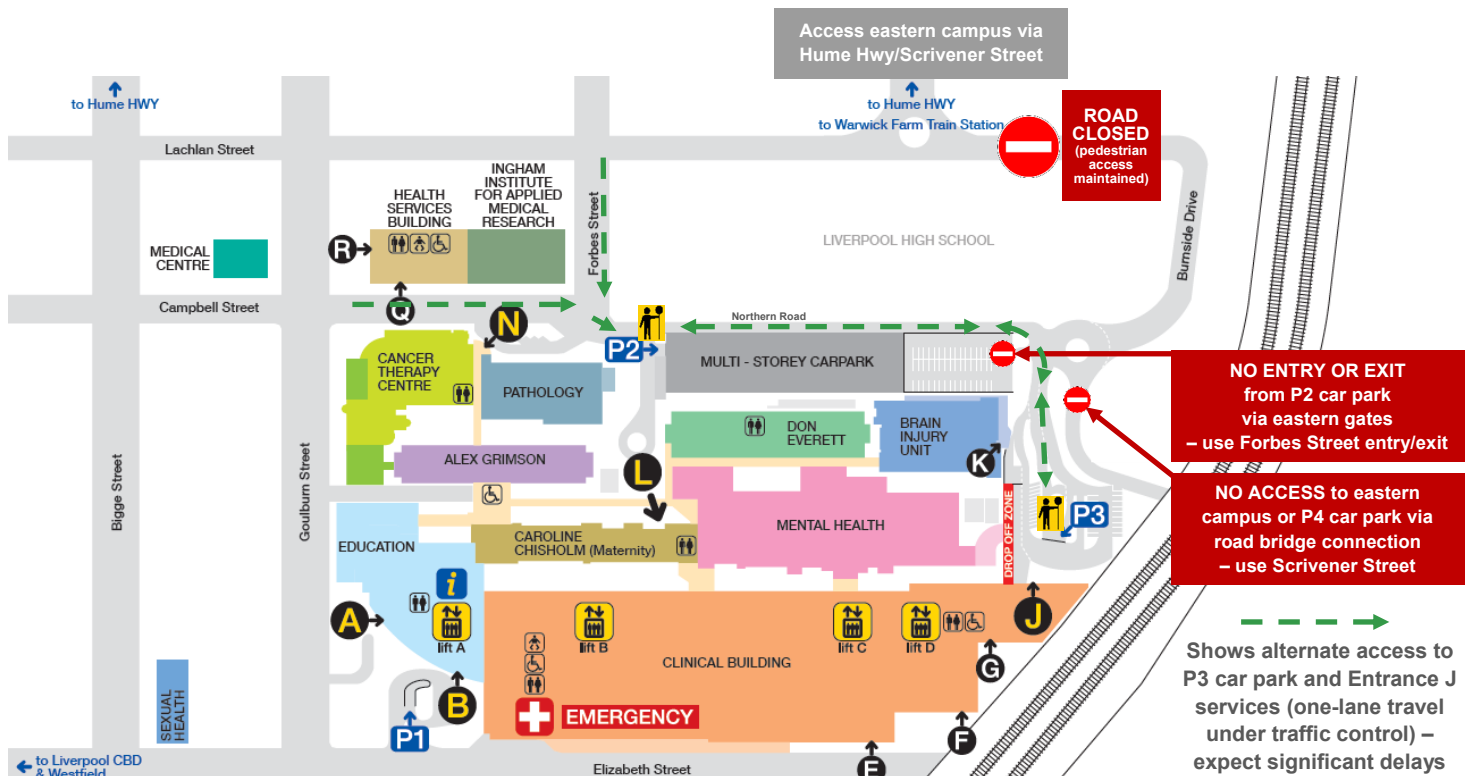 Access eastern campus via
Hume Hwy/Scrivener Street
to Hume HWY
to Hume HWY
to Warwick Farm Train Station
ROAD
CLOSED
(pedestrian
access
maintained)
Lachlan Street
HEALTH
SERVICES
BUILDING
INGHAM
INSTITUTE
FOR APPLIED
MEDICAL
RESEARCH
Forbes Street
LIVERPOOL HIGH SCHOOL
Burnside Drive
MEDICAL
CENTRE
R
Q
Campbell Street
N
P2
Northern Road
MULTI - STOREY CARPARK
CANCER
THERAPY
CENTRE
PATHOLOGY
NO ENTRY OR EXIT
from P2 car park
via eastern gates
– use Forbes Street entry/exit
DON
EVERETT
BRAIN
INJURY
UNIT
K
ALEX GRIMSON
L
Bigge Street
Goulburn Street
MENTAL HEALTH
DROP OFF ZONE
P3
NO ACCESS to eastern
campus or P4 car park via
road bridge connection
– use Scrivener Street
EDUCATION
CAROLINE
CHISHOLM (Maternity)
i
A
lift A
lift B
lift C
lift D
J
CLINICAL BUILDING
G
SEXUAL
HEALTH
B
P1
EMERGENCY
F
E
Shows alternate access to
P3 car park and Entrance J
services (one-lane travel
under traffic control) –
expect significant delays
to Liverpool CBD
& Westfield
Elizabeth Street